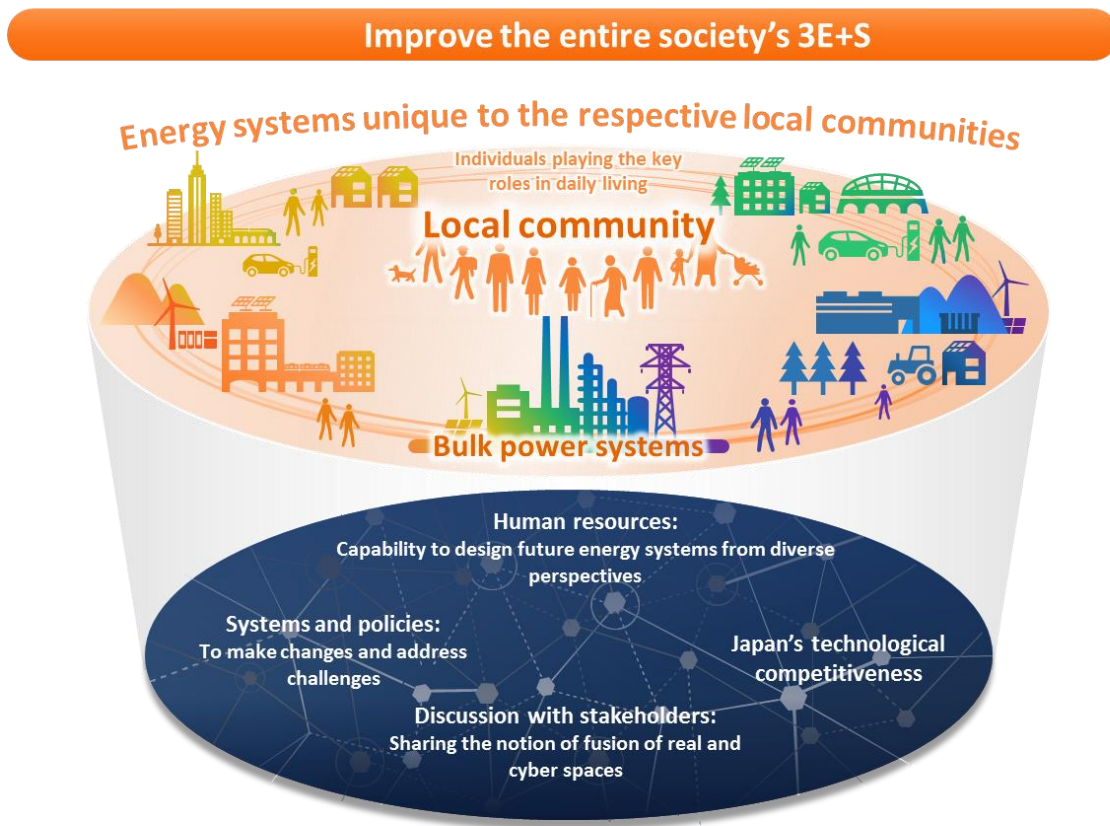 Improve the entire society's 3E+S
Energy systems unique to the respective local communities
Individuals playing the key
roles in daily living
Local community
Bulk power systems
Human resources:
Capability to design future energy systems from diverse
perspectives
Systems and policies:
To make changes and address
challenges
Japan's technological
competitiveness
Discussion with stakeholders:
Sharing the notion of fusion of real and
cyber spaces